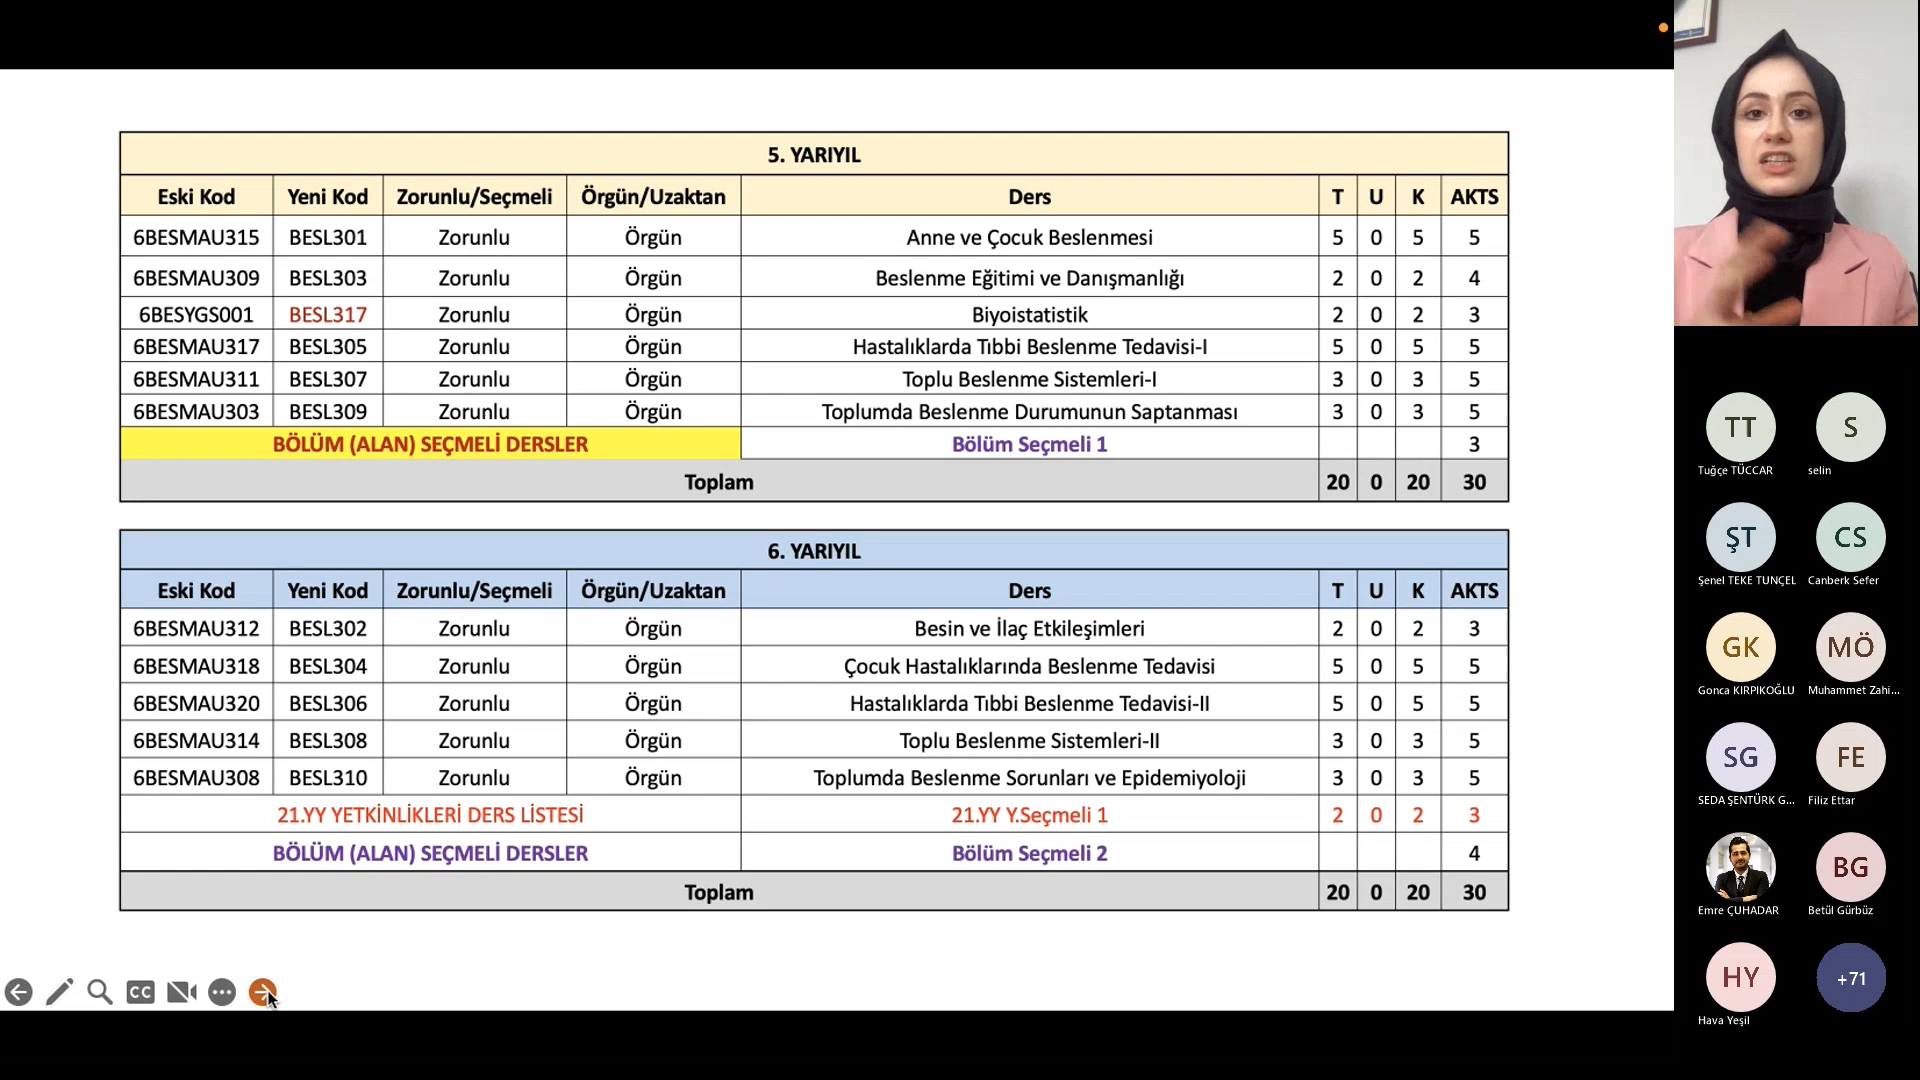 5. YARIYIL
Eski Kod Yeni Kod Zorunlu/Seçmeli Örgün/Uzaktan Ders T U K AKTS
6BESMAU315 BESL301 Zorunlu Örgün Anne ve Çocuk Beslenmesi 5 0 5 5
6BESMAU309 BESL303 Zorunlu Örgün Beslenme Eğitimi ve Danışmanlığı 2 0 2 4
6BESYGS001 BESL317 Zorunlu Örgün Biyoistatistik 2 0 2 3
6BESMAU317 BESL305 Zorunlu Örgün Hastalıklarda Tıbbi Beslenme Tedavisi-I 5 0 5 5
6BESMAU311 BESL307 Zorunlu Örgün Toplu Beslenme Sistemleri-I 3 0 3 5
6BESMAU303 BESL309 Zorunlu Örgün Toplumda Beslenme Durumunun Saptanması 3 0 3 5
BÖLÜM (ALAN) SEÇMELİ DERSLER Bölüm Seçmeli 1 3
Toplam 20 0 20 30
6. YARIYIL
Eski Kod Yeni Kod Zorunlu/Seçmeli Örgün/Uzaktan Ders T U K AKTS
6BESMAU312 BESL302 Zorunlu Örgün Besin ve İlaç Etkileşimleri 2 0 2 3
6BESMAU318 BESL304 Zorunlu Örgün Çocuk Hastalıklarında Beslenme Tedavisi 5 0 5 5
6BESMAU320 BESL306 Zorunlu Örgün Hastalıklarda Tıbbi Beslenme Tedavisi-II 5 0 5 5
6BESMAU314 BESL308 Zorunlu Örgün Toplu Beslenme Sistemleri-II 3 0 3 5
6BESMAU308 BESL310 Zorunlu Örgün Toplumda Beslenme Sorunları ve Epidemiyoloji 3 0 3 5
21.YY YETKİNLİKLERİ DERS LİSTESİ 21.YY Y.Seçmeli 1 2 0 2 3
BÖLÜM (ALAN) SEÇMELİ DERSLER Bölüm Seçmeli 2 4
Toplam 20 0 20 30
CC
TT S
Tuğçe TÜCCAR selin
ŞT CS
Şenel TEKE TUNÇEL Canberk Sefer
GK MÖ
Gonca KIRPIKOĞLU Muhammet Zahi...
SG FE
SEDA ŞENTÜRK G... Filiz Ettar
BG
Emre ÇUHADAR Betül Gürbüz
HY +71
Hava Yeşil